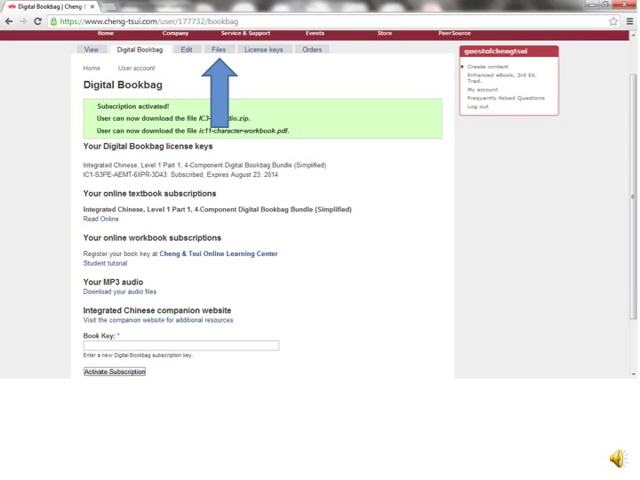 Digital Bookbag | Cheng
https://www.cheng-tsui.com/user/177732/bookbag
Home Company Service & Support Events Store PeerSource
View Digital Bookbag Edit Files License keys Orders
guestofchengtsui
Create content
Enhanced eBook, 3rd Ed. Trad.
My account
Frequently Asked Questions
Log out
Home User account
Digital Bookbag
Subscription activated!
User can now download the file
User can now download the file ic11-character-workbook.pdf.
Your Digital Bookbag license keys
Integrated Chinese, Level 1 Part 1, 4-Component Digital Bookbag Bundle (Simplified)
IC1-S3PE-AEMT-6XPR-3D43: Subscribed, Expires August 23, 2014
Your online textbook subscriptions
Integrated Chinese, Level 1 Part 1, 4-Component Digital Bookbag Bundle (Simplified)
Read Online
Your online workbook subscriptions
Register your book key at Cheng & Tsui Online Learning Center
Student tutorial
Your MP3 audio
Download your audio files
Integrated Chinese companion website
Visit the companion website for additional resources
Book Key: *
Enter a new Digital Bookbag subscription key.
Activate Subscription